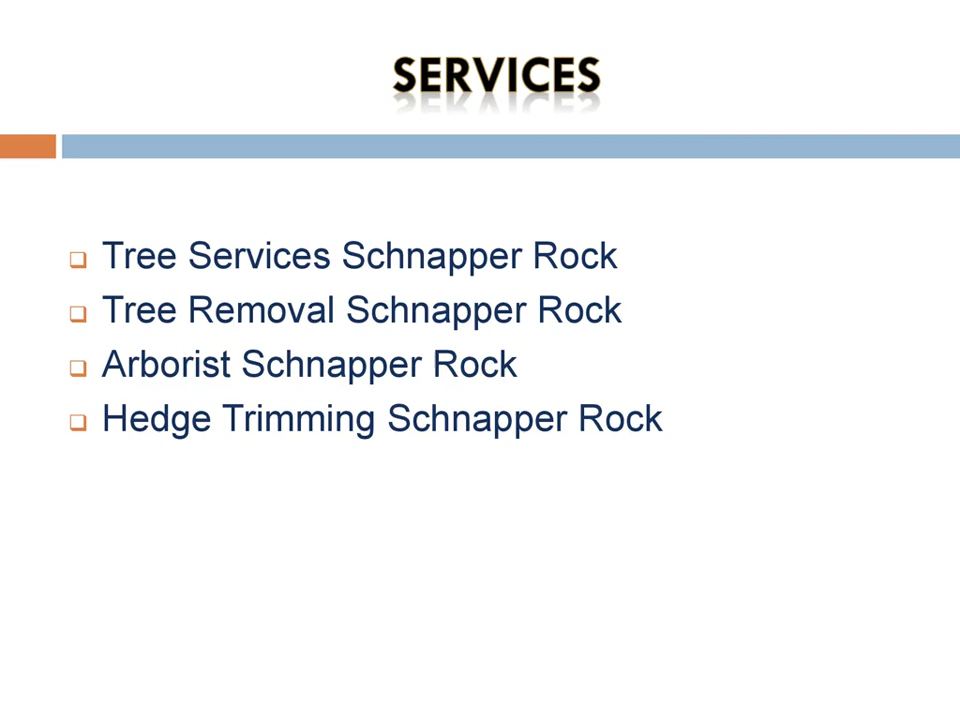 SERVICES
Tree Services Schnapper Rock
Tree Removal Schnapper Rock
Arborist Schnapper Rock
Hedge Trimming Schnapper Rock